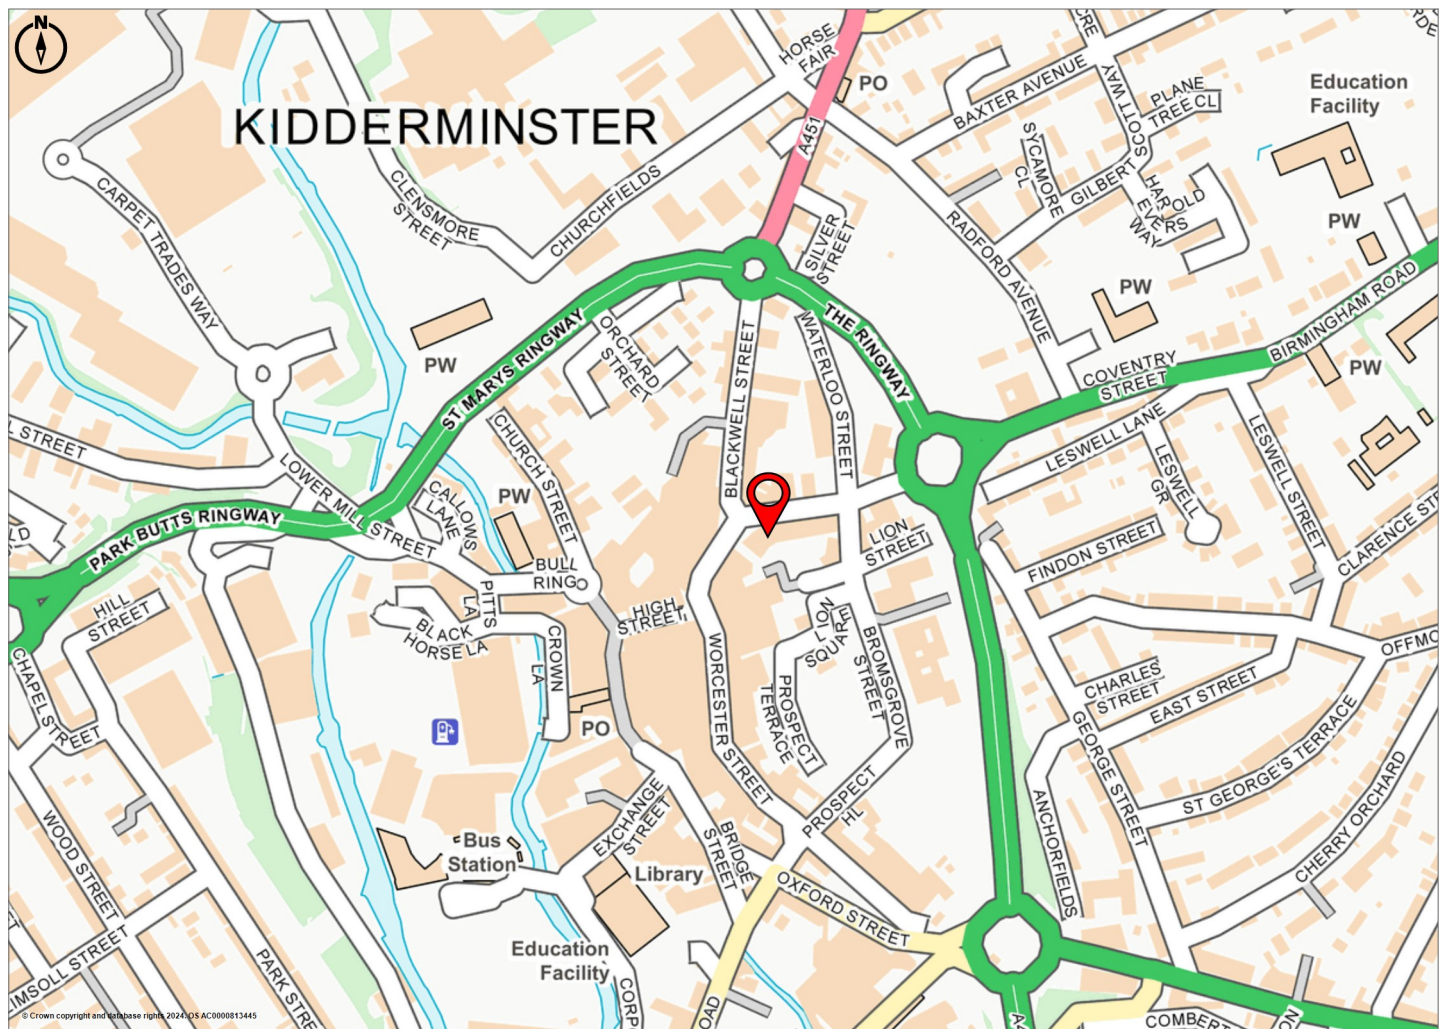 N
KIDDERMINSTER
HORSE
FAIR
PO
A451
BAXTER AVENUE
SCOTT WAY
PLANE
TREE CL
Education
Facility
SYCAMORE
CL
GILBERT
HAROLD
EVERS
WAY
PW
CLENSMORE
STREET
CHURCHFIELDS
CARPET TRADES WAY
SILVER
STREET
RADFORD AVENUE
PW
BIRMINGHAM ROAD
PW
ST MARYS RINGWAY
ORCHARD
STREET
THE RINGWAY
BLACKWELL STREET
WATERLOO STREET
COVENTRY
STREET
PW
LESWELL LANE
LESWELL
GR
LESWELL STREET
L STREET
LOWER MILL STREET
CHURCH STREET
CALLOWS
LANE
PW
PARK BUTTS RINGWAY
LION
STREET
FINDON STREET
CLARENCE ST
BULL
RING
PITTS
LA
HILL
STREET
BLACK
HORSE LA
HIGH
STREET
CROWN
LA
LION
SQUARE
BROMSGROVE
STREET
WORCESTER STREET
PROSPECT
TERRACE
OFFMO
CHARLES
STREET
EAST STREET
GEORGE STREET
ST GEORGE'S TERRACE
CHAPEL STREET
PO
WOOD STREET
EXCHANGE
STREET
Bus
Station
BRIDGE
STREET
PROSPECT
HL
Library
ANCHORFIELDS
CHERRY ORCHARD
OXFORD STREET
Education
Facility
IMSOLL STREET
PARK STRE
CORP
OAD
COMBERT
ON
© Crown copyright and database rights 2024. OS AC0000813445